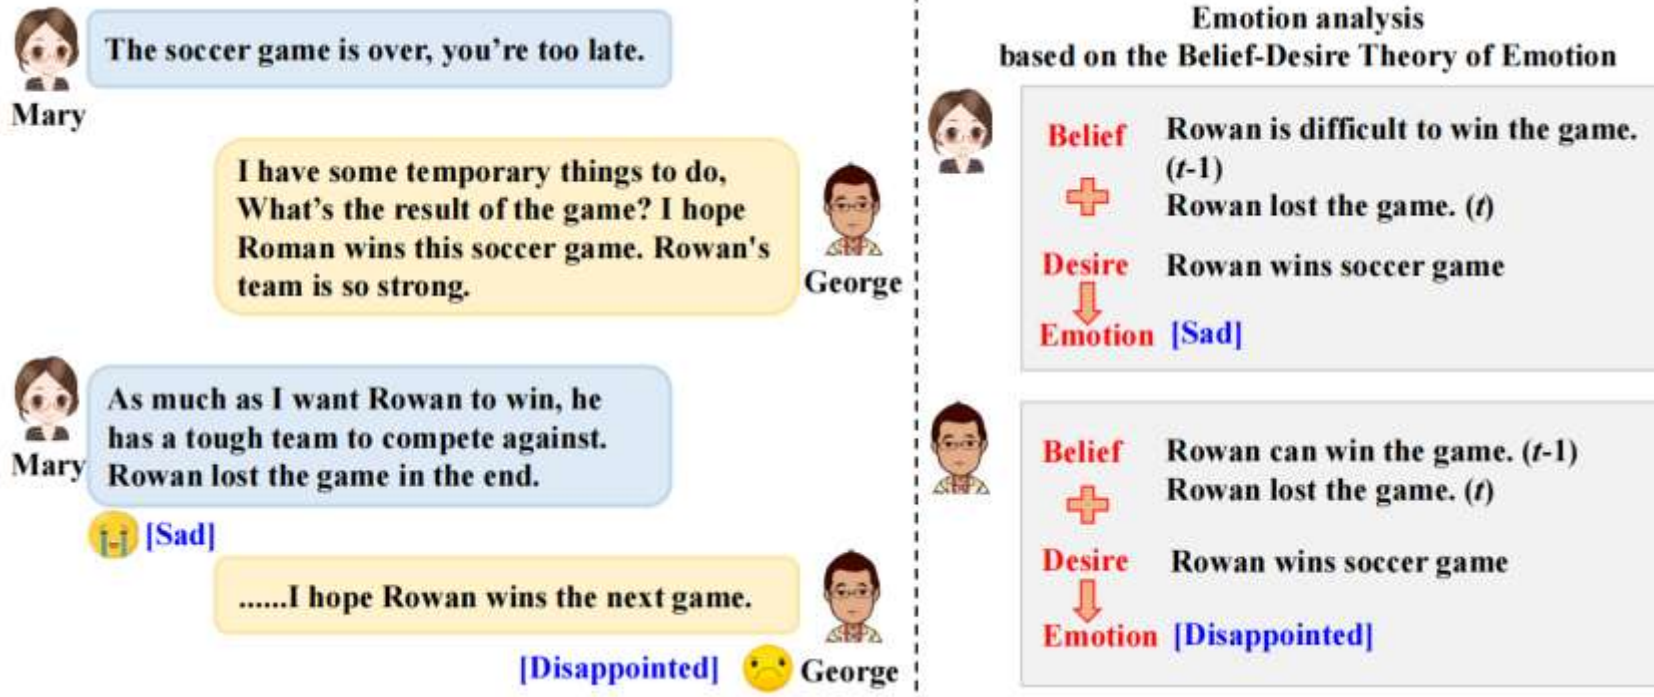 The soccer game is over, you're too late.
Mary
I have some temporary things to do,
What's the result of the game? I hope
Roman wins this soccer game. Rowan's
team is so strong.
George
As much as I want Rowan to win, he
has a tough team to compete against.
Rowan lost the game in the end.
Mary
[Sad]
......I hope Rowan wins the next game.
[Disappointed]
George
Emotion analysis
based on the Belief-Desire Theory of Emotion
Belief
Rowan is difficult to win the game.
(t-1)
Rowan lost the game. (t)
Desire
Rowan wins soccer game
Emotion
[Sad]
Belief
Rowan can win the game. (t-1)
Rowan lost the game. (t)
Desire
Rowan wins soccer game
Emotion
[Disappointed]